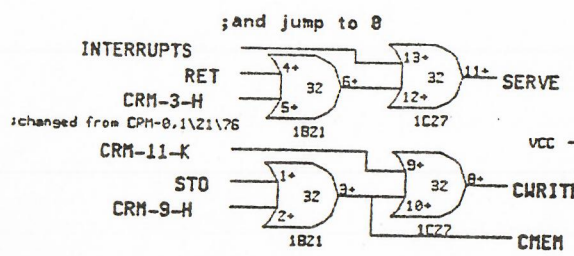 ;and jump to 8
INTERRUPTS
RET
CRM-3-H
4+
5+
32
6+
1B21
13+
12+
32
11+
1C27
SERVE
;changed from CPM-0,1\21\76
VCC
CRM-11-K
STO
CRM-9-H
1+
2+
32
3+
1B21
9+
10+
32
8+
1C27
CWRITE
CMEM